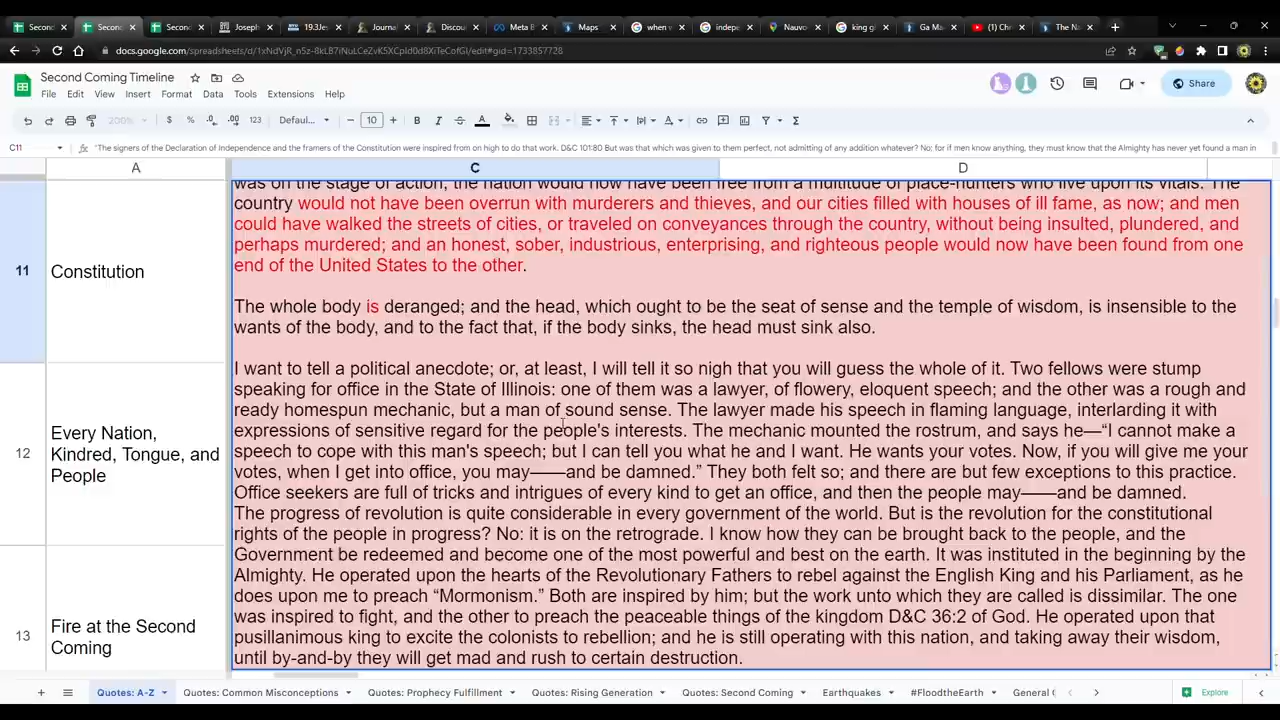 Second
Second
Second
Joseph
19.3Je
Journal
Discou
Meta B
Maps
when w
indepe
Nauvo
king gi
Ga Ma
(1) Chr
The Na
Second Coming Timeline
File Edit View Insert Format Data Tools Extensions Help
Share
200% $ % .0 .00 123 Defaul... 10 B I
C11 "The signers of the Declaration of Independence and the framers of the Constitution were inspired from on high to do that work. D&C 101:80 But was that which was given to them perfect, not admitting of any addition whatever? No; for if men know anything, they must know that the Almighty has never yet found a man in
A C D
was on the stage of action, the nation would now have been free from a multitude of place-hunters who live upon its vitals. The
country would not have been overrun with murderers and thieves, and our cities filled with houses of ill fame, as now; and men
could have walked the streets of cities, or traveled on conveyances through the country, without being insulted, plundered, and
perhaps murdered; and an honest, sober, industrious, enterprising, and righteous people would now have been found from one
end of the United States to the other.
11 Constitution
The whole body is deranged; and the head, which ought to be the seat of sense and the temple of wisdom, is insensible to the
wants of the body, and to the fact that, if the body sinks, the head must sink also.
I want to tell a political anecdote; or, at least, I will tell it so nigh that you will guess the whole of it. Two fellows were stump
speaking for office in the State of Illinois: one of them was a lawyer, of flowery, eloquent speech; and the other was a rough and
ready homespun mechanic, but a man of sound sense. The lawyer made his speech in flaming language, interlarding it with
expressions of sensitive regard for the people's interests. The mechanic mounted the rostrum, and says he—“I cannot make a
speech to cope with this man's speech; but I can tell you what he and I want. He wants your votes. Now, if you will give me your
votes, when I get into office, you may——and be damned.” They both felt so; and there are but few exceptions to this practice.
Office seekers are full of tricks and intrigues of every kind to get an office, and then the people may——and be damned.
The progress of revolution is quite considerable in every government of the world. But is the revolution for the constitutional
rights of the people in progress? No: it is on the retrograde. I know how they can be brought back to the people, and the
Government be redeemed and become one of the most powerful and best on the earth. It was instituted in the beginning by the
Almighty. He operated upon the hearts of the Revolutionary Fathers to rebel against the English King and his Parliament, as he
does upon me to preach “Mormonism.” Both are inspired by him; but the work unto which they are called is dissimilar. The one
was inspired to fight, and the other to preach the peaceable things of the kingdom D&C 36:2 of God. He operated upon that
pusillanimous king to excite the colonists to rebellion; and he is still operating with this nation, and taking away their wisdom,
until by-and-by they will get mad and rush to certain destruction.
12 Every Nation,
Kindred, Tongue, and
People
13 Fire at the Second
Coming
Quotes: A-Z Quotes: Common Misconceptions Quotes: Prophecy Fulfillment Quotes: Rising Generation Quotes: Second Coming Earthquakes #FloodtheEarth General Explore